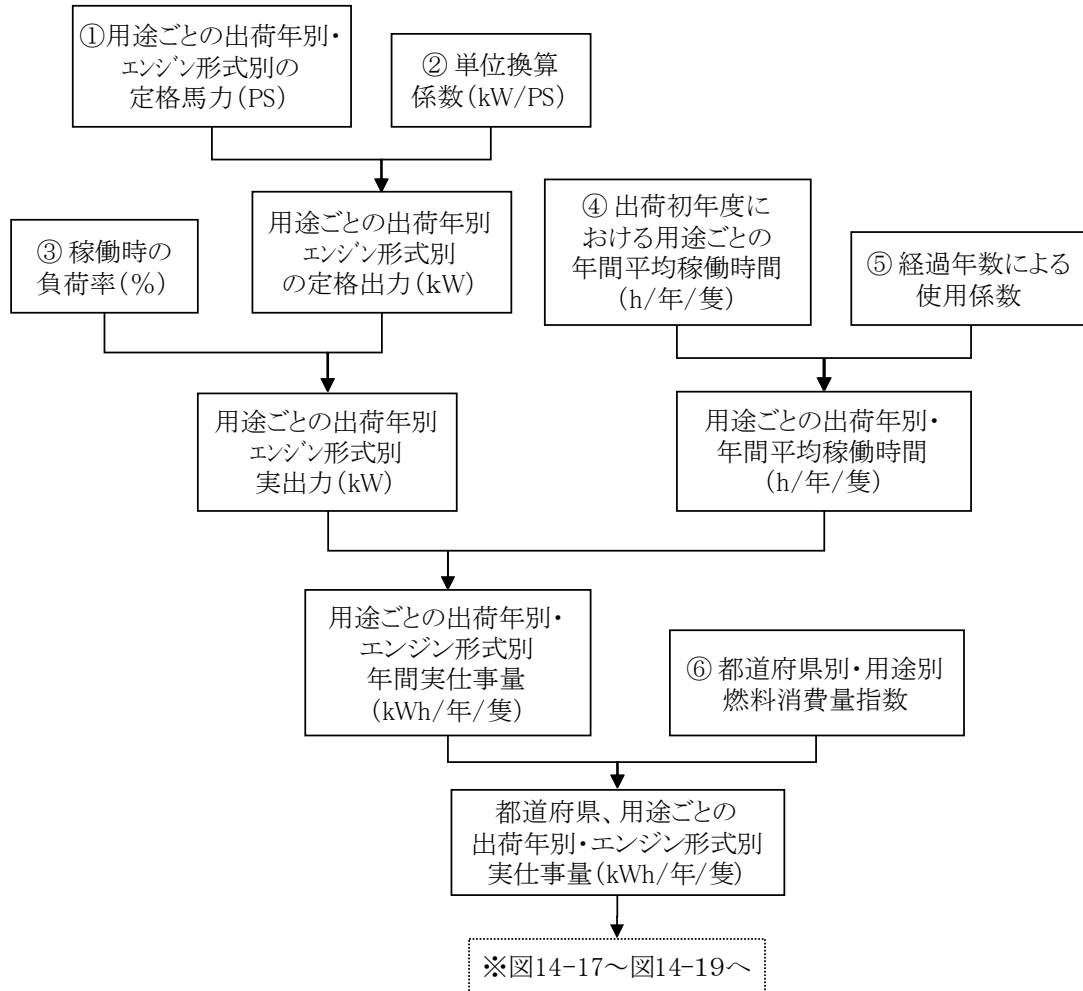 ①用途ごとの出荷年別・
エンジン形式別の
定格馬力(PS)
② 単位換算
係数(kW/PS)
③ 稼働時の
負荷率(%)
用途ごとの出荷年別
エンジン形式別
の定格出力(kW)
④ 出荷初年度に
おける用途ごとの
年間平均稼働時間
(h/年/隻)
⑤ 経過年数による
使用係数
用途ごとの出荷年別
エンジン形式別
実出力(kW)
用途ごとの出荷年別・
年間平均稼働時間
(h/年/隻)
用途ごとの出荷年別・
エンジン形式別
年間実仕事量
(kWh/年/隻)
⑥ 都道府県別・用途別
燃料消費量指数
都道府県、用途ごとの
出荷年別・エンジン形式別
実仕事量(kWh/年/隻)
※図14-17～図14-19へ